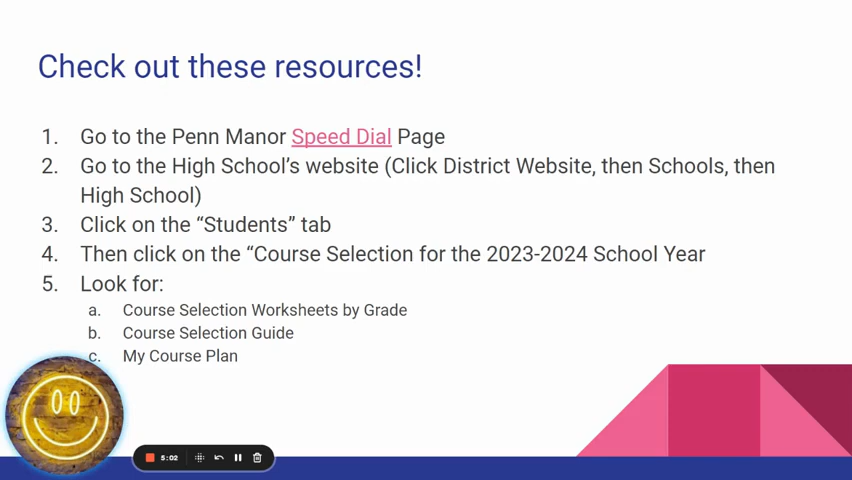 Check out these resources!
1. Go to the Penn Manor Speed Dial Page
2. Go to the High School's website (Click District Website, then Schools, then
High School)
3. Click on the “Students” tab
4. Then click on the “Course Selection for the 2023-2024 School Year
5. Look for:
a. Course Selection Worksheets by Grade
b. Course Selection Guide
c. My Course Plan
5:02